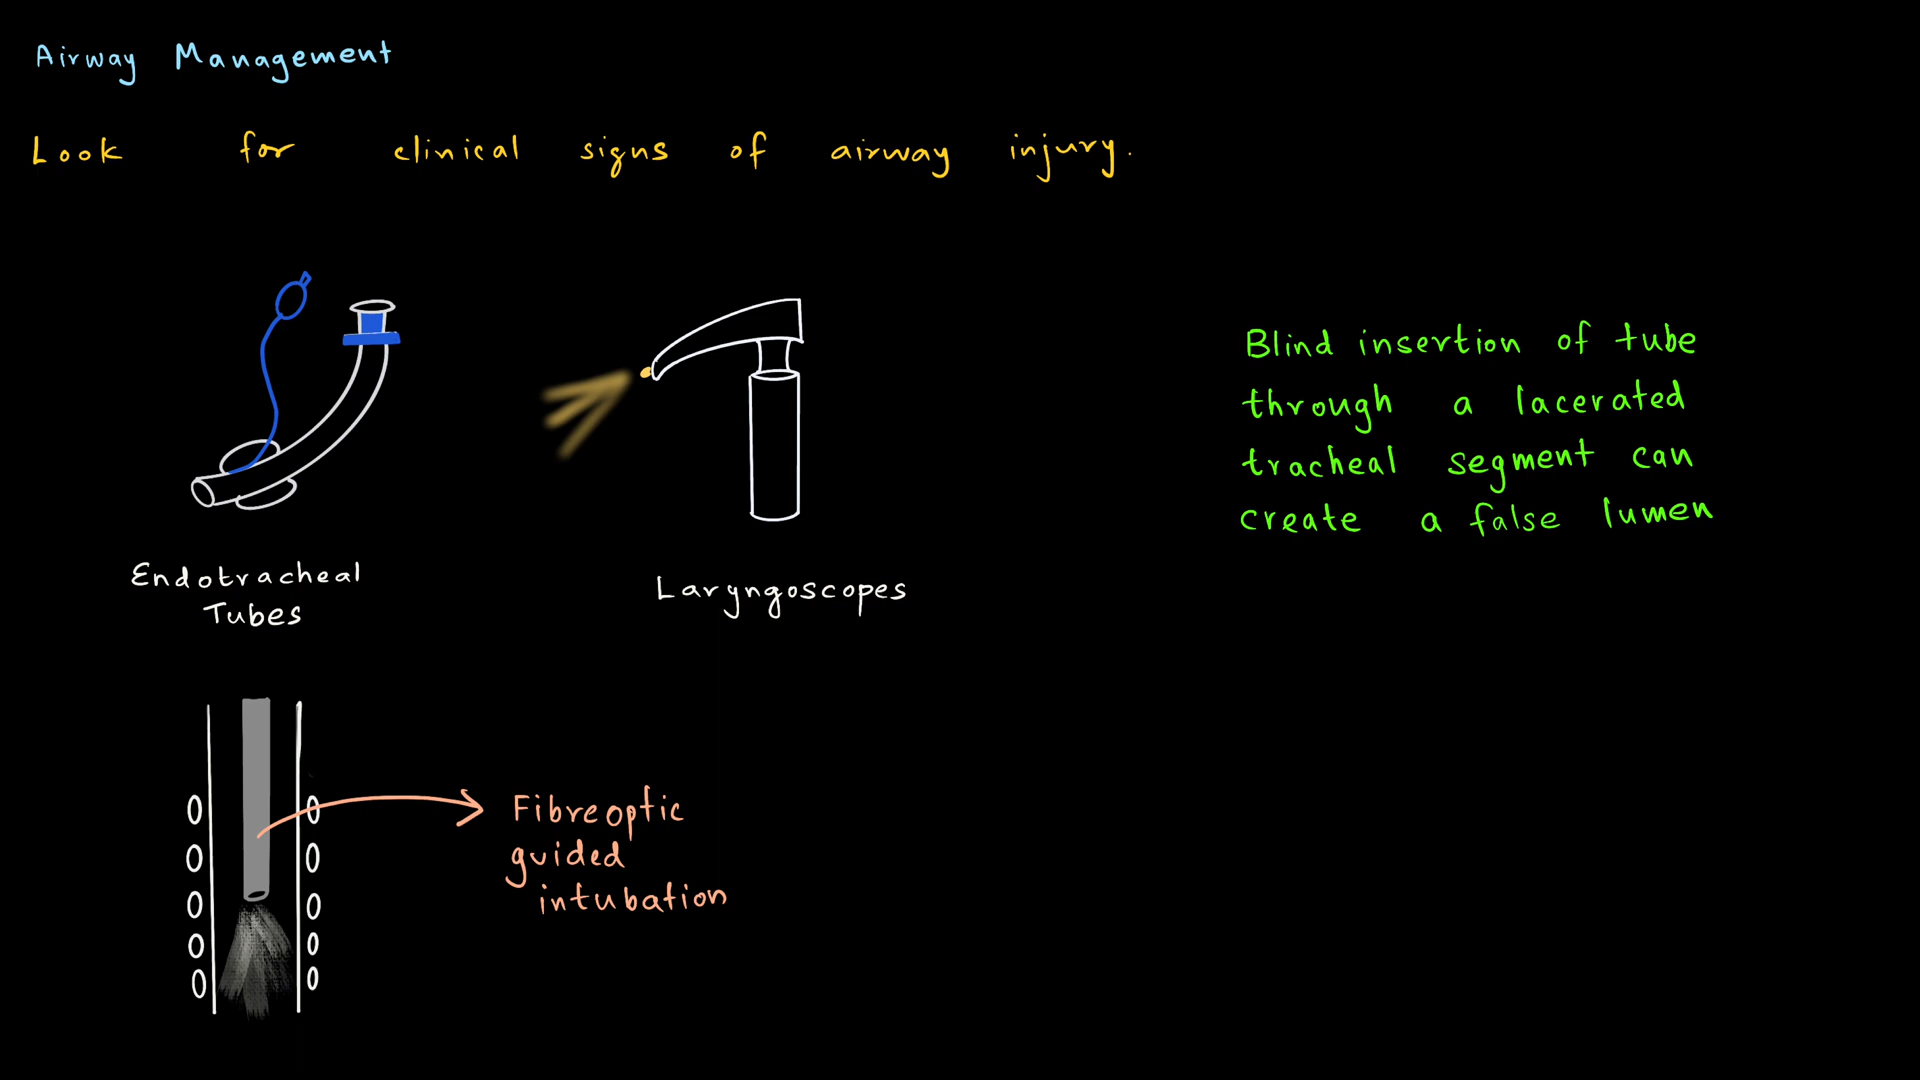 Airway Management
Look for clinical signs of airway injury.
Endotracheal
Tubes
Laryngoscopes
Blind insertion of tube
through a lacerated
tracheal segment can
create a false lumen
Fibreoptic
guided
intubation